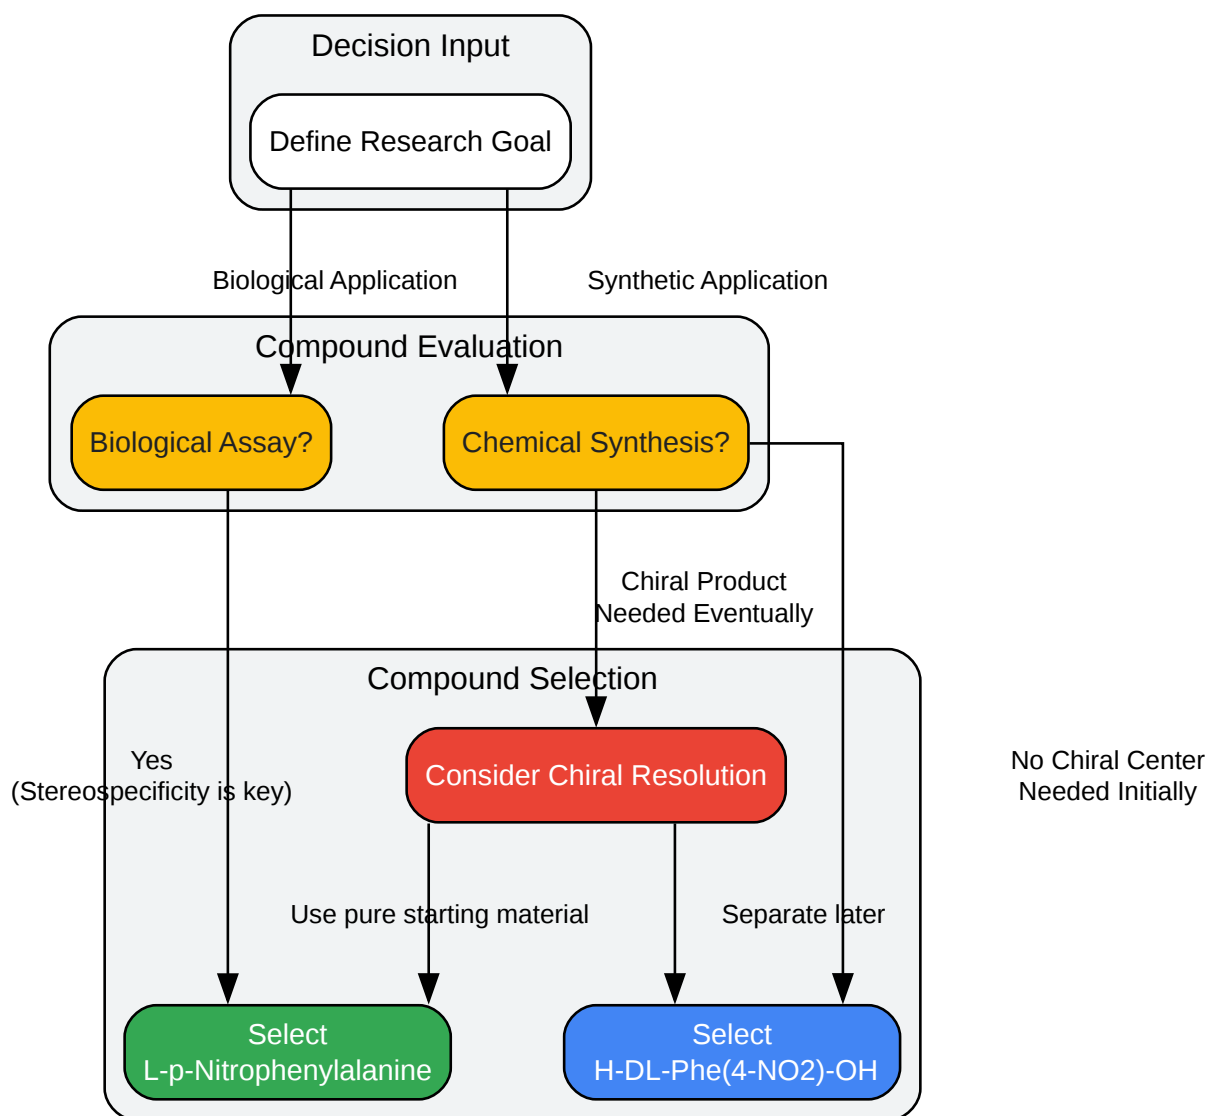 Decision Input
Define Research Goal
Biological Application
Synthetic Application
Compound Evaluation
Biological Assay?
Chemical Synthesis?
Chiral Product
Needed Eventually
Compound Selection
Yes
(Stereospecificity is key)
Consider Chiral Resolution
No Chiral Center
Needed Initially
Use pure starting material
Separate later
Select
L-p-Nitrophenylalanine
Select
H-DL-Phe(4-NO2)-OH